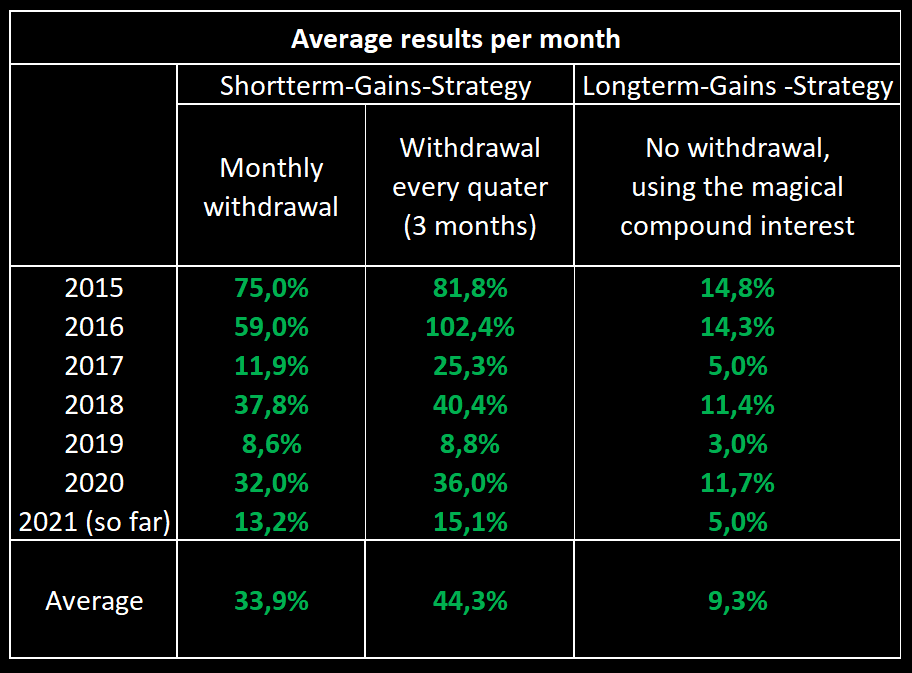 Average results per month
Shortterm-Gains-Strategy Longterm-Gains -Strategy
Monthly
withdrawal
Withdrawal
every quater
(3 months)
No withdrawal,
using the magical
compound interest
2015 75,0% 81,8% 14,8%
2016 59,0% 102,4% 14,3%
2017 11,9% 25,3% 5,0%
2018 37,8% 40,4% 11,4%
2019 8,6% 8,8% 3,0%
2020 32,0% 36,0% 11,7%
2021 (so far) 13,2% 15,1% 5,0%
Average 33,9% 44,3% 9,3%